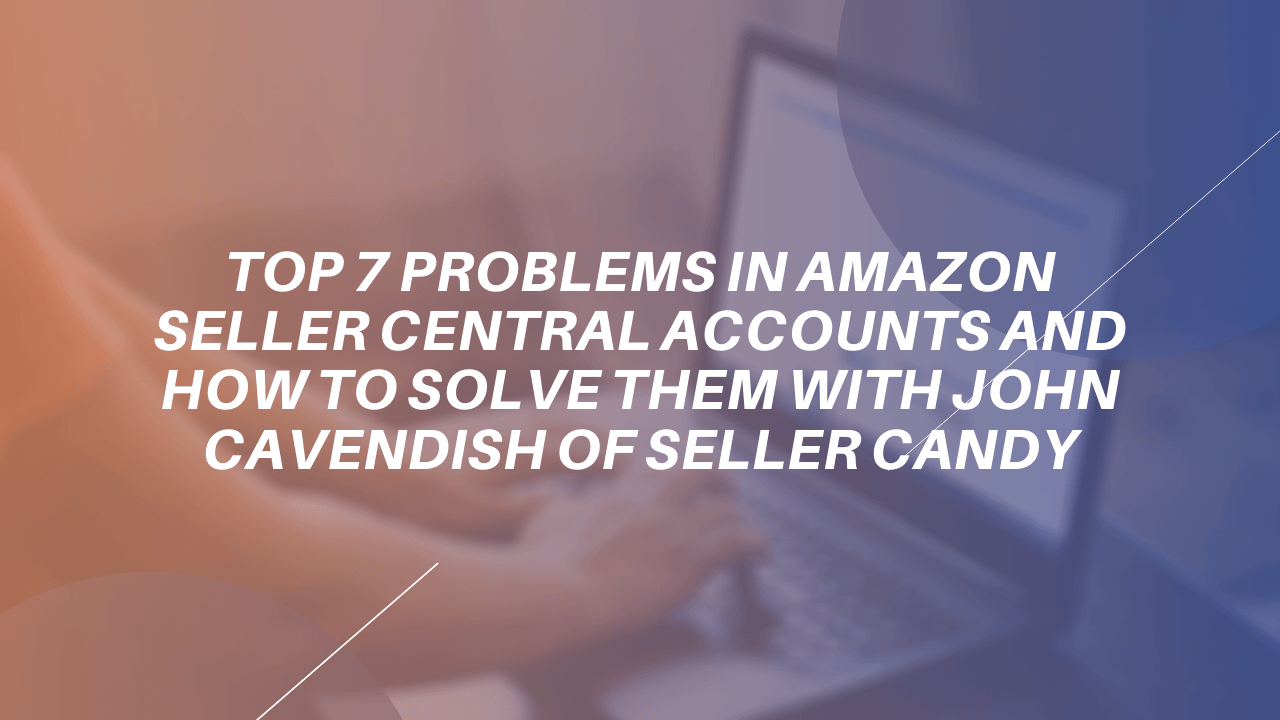 TOP 7 PROBLEMS IN AMAZON
SELLER CENTRAL ACCOUNTS AND
HOW TO SOLVE THEM WITH JOHN
CAVENDISH OF SELLER CANDY